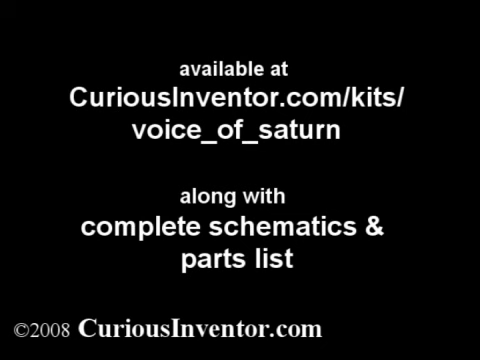 available at
CuriousInventor.com/kits/
voice_of_saturn
along with
complete schematics &
parts list
©2008 CuriousInventor.com